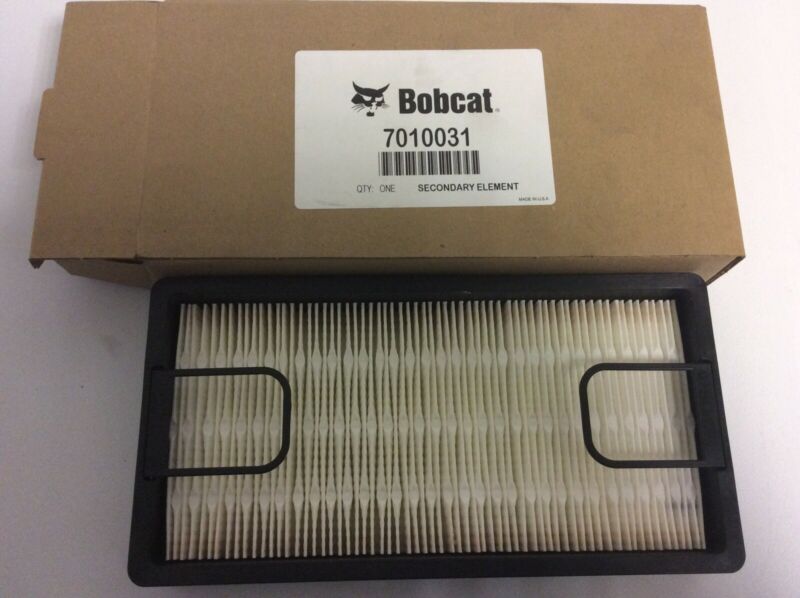 Bobcat
7010031
QTY: ONE SECONDARY ELEMENT
MADE IN U.S.A.